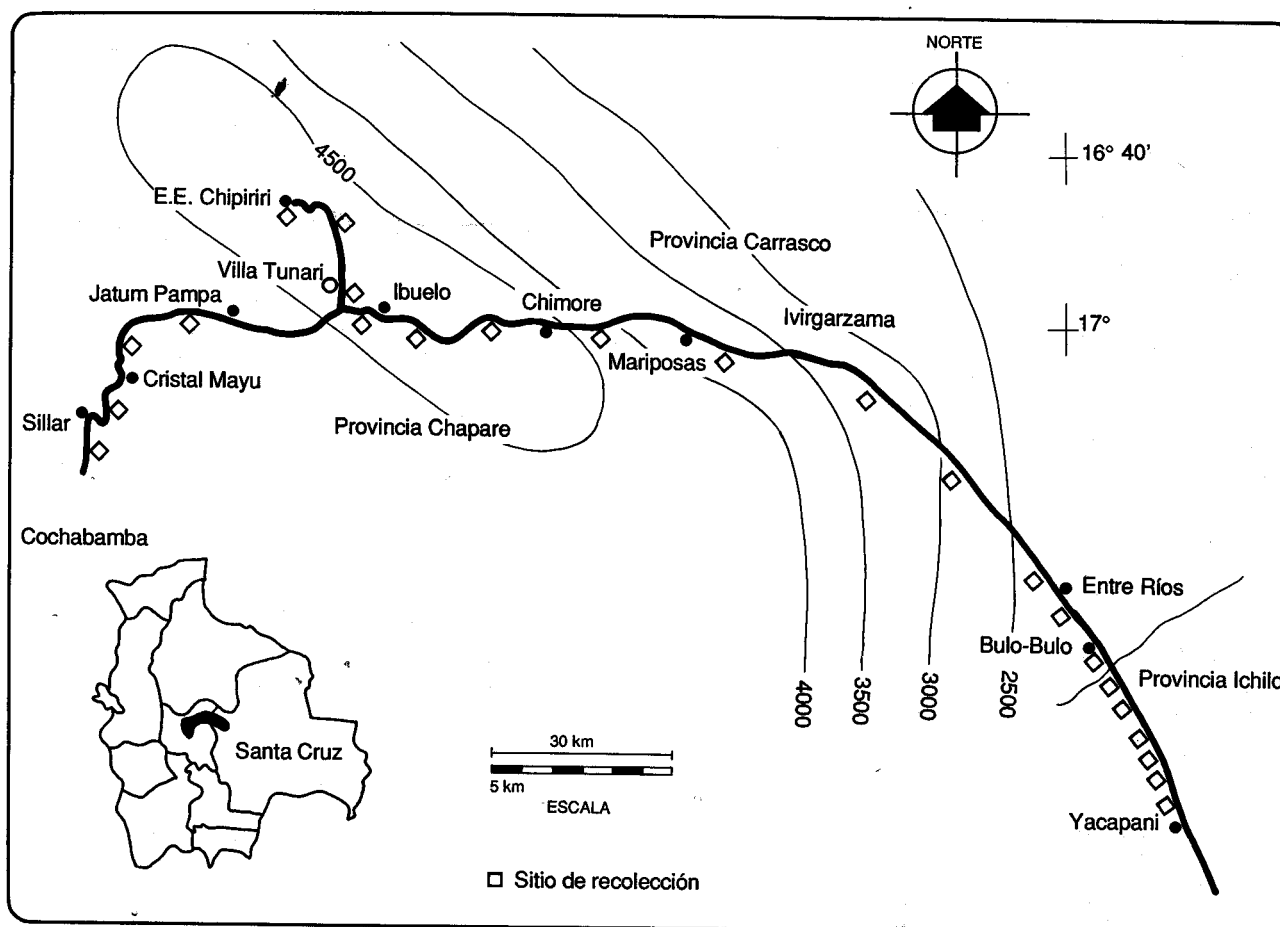 NORTE
16° 40'
4500
E.E. Chipiriri
Provincia Carrasco
Villa Tunari
Jatum Pampa
Ibuelo
Chimore
Ivirgarzama
17°
Mariposas
Cristal Mayu
Sillar
Provincia Chapare
Cochabamba
Entre Ríos
Bulo-Bulo
Provincia Ichilo
4000
3500
3000
2500
Santa Cruz
30 km
5 km
ESCALA
Yacapani
Sitio de recolección